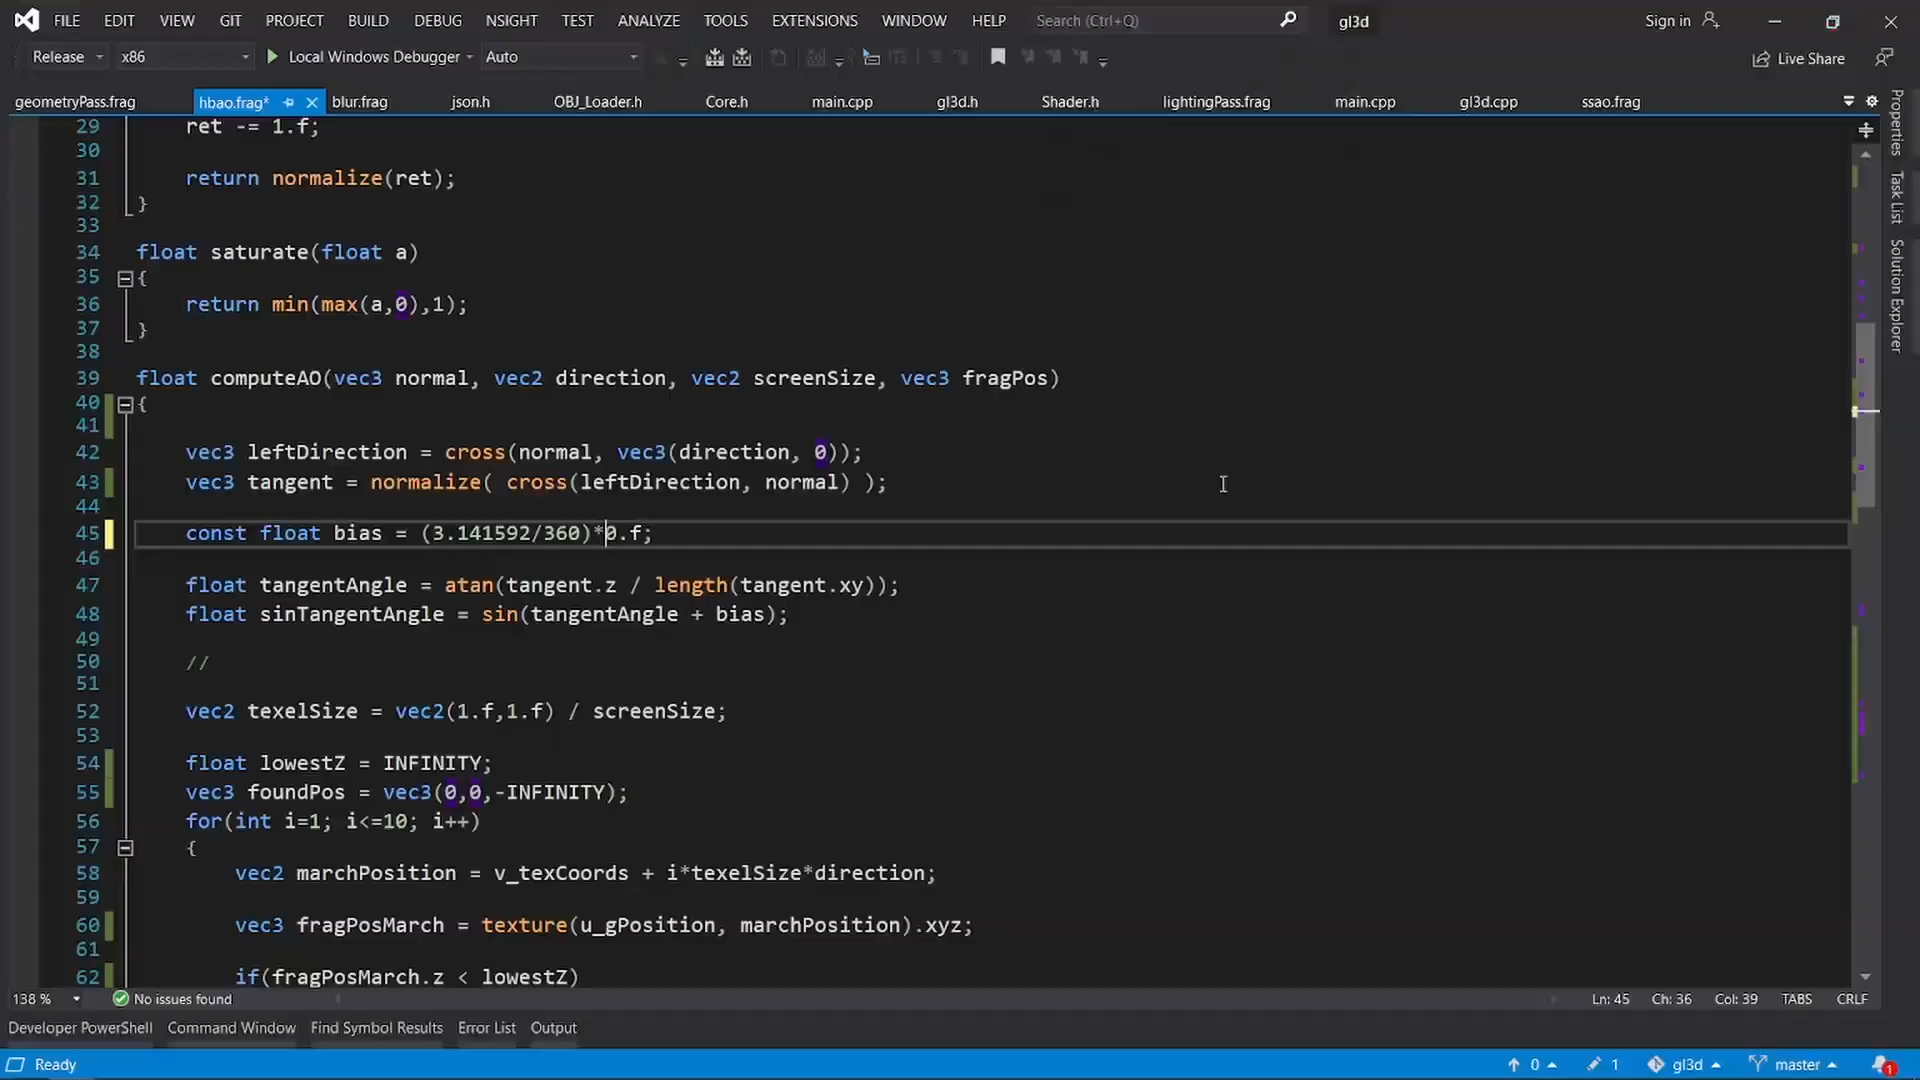 FILE EDIT VIEW GIT PROJECT BUILD DEBUG NSIGHT TEST ANALYZE TOOLS EXTENSIONS WINDOW HELP Search (Ctrl+Q) gl3d Sign in
Release x86 Local Windows Debugger Auto Live Share
geometryPass.frag hbao.frag* blur.frag json.h OBJ_Loader.h Core.h main.cpp gl3d.h Shader.h lightingPass.frag main.cpp gl3d.cpp ssao.frag
Properties
Task List
Solution Explorer
29 ret -= 1.f;
30
31 return normalize(ret);
32 }
33
34 float saturate(float a)
35 {
36 return min(max(a,0),1);
37 }
38
39 float computeAO(vec3 normal, vec2 direction, vec2 screenSize, vec3 fragPos)
40 {
41
42 vec3 leftDirection = cross(normal, vec3(direction, 0));
43 vec3 tangent = normalize( cross(leftDirection, normal) );
44
45 const float bias = (3.141592/360)*0.f;
46
47 float tangentAngle = atan(tangent.z / length(tangent.xy));
48 float sinTangentAngle = sin(tangentAngle + bias);
49
50 //
51
52 vec2 texelSize = vec2(1.f,1.f) / screenSize;
53
54 float lowestZ = INFINITY;
55 vec3 foundPos = vec3(0,0,-INFINITY);
56 for(int i=1; i<=10; i++)
57 {
58 vec2 marchPosition = v_texCoords + i*texelSize*direction;
59
60 vec3 fragPosMarch = texture(u_gPosition, marchPosition).xyz;
61
62 if(fragPosMarch.z < lowestZ)
138 % No issues found Ln: 45 Ch: 36 Col: 39 TABS CRLF
Developer PowerShell Command Window Find Symbol Results Error List Output
Ready 0 1 gl3d master 1